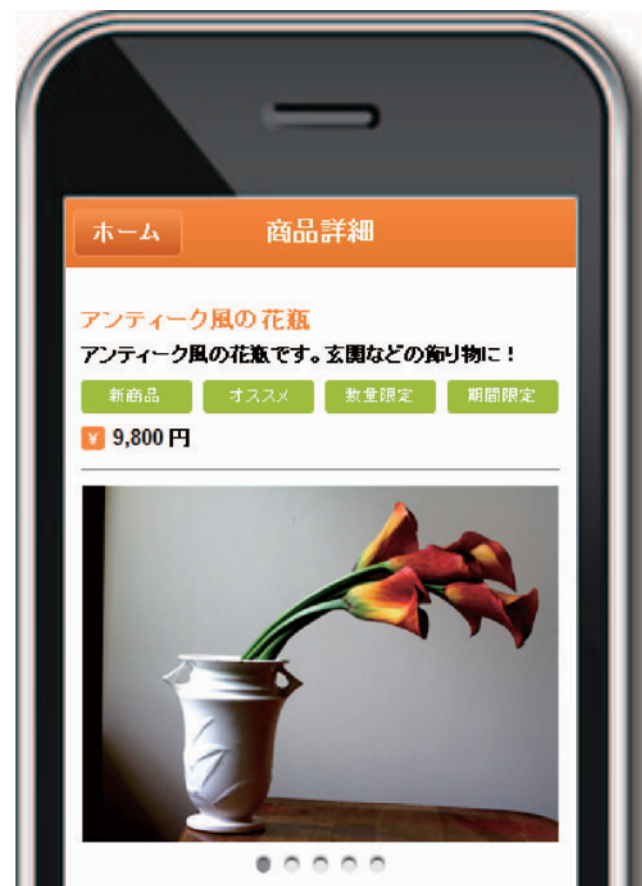 ホーム 商品詳細
アンティーク風の花瓶
アンティーク風の花瓶です。玄関などの飾り物に！
新商品 オススメ 数量限定 期間限定
¥ 9,800 円